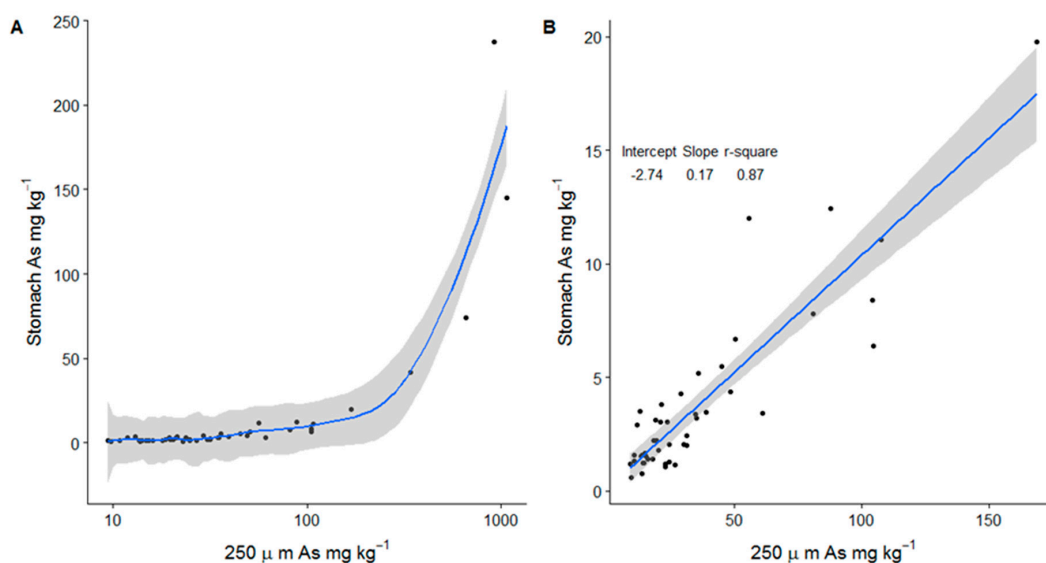 A
250
200
150
100
50
0
Stomach As mg kg⁻¹
10
100
1000
250 μ m As mg kg⁻¹
B
20
15
10
5
0
Stomach As mg kg⁻¹
Intercept Slope r-square
-2.74 0.17 0.87
50
100
150
250 μ m As mg kg⁻¹